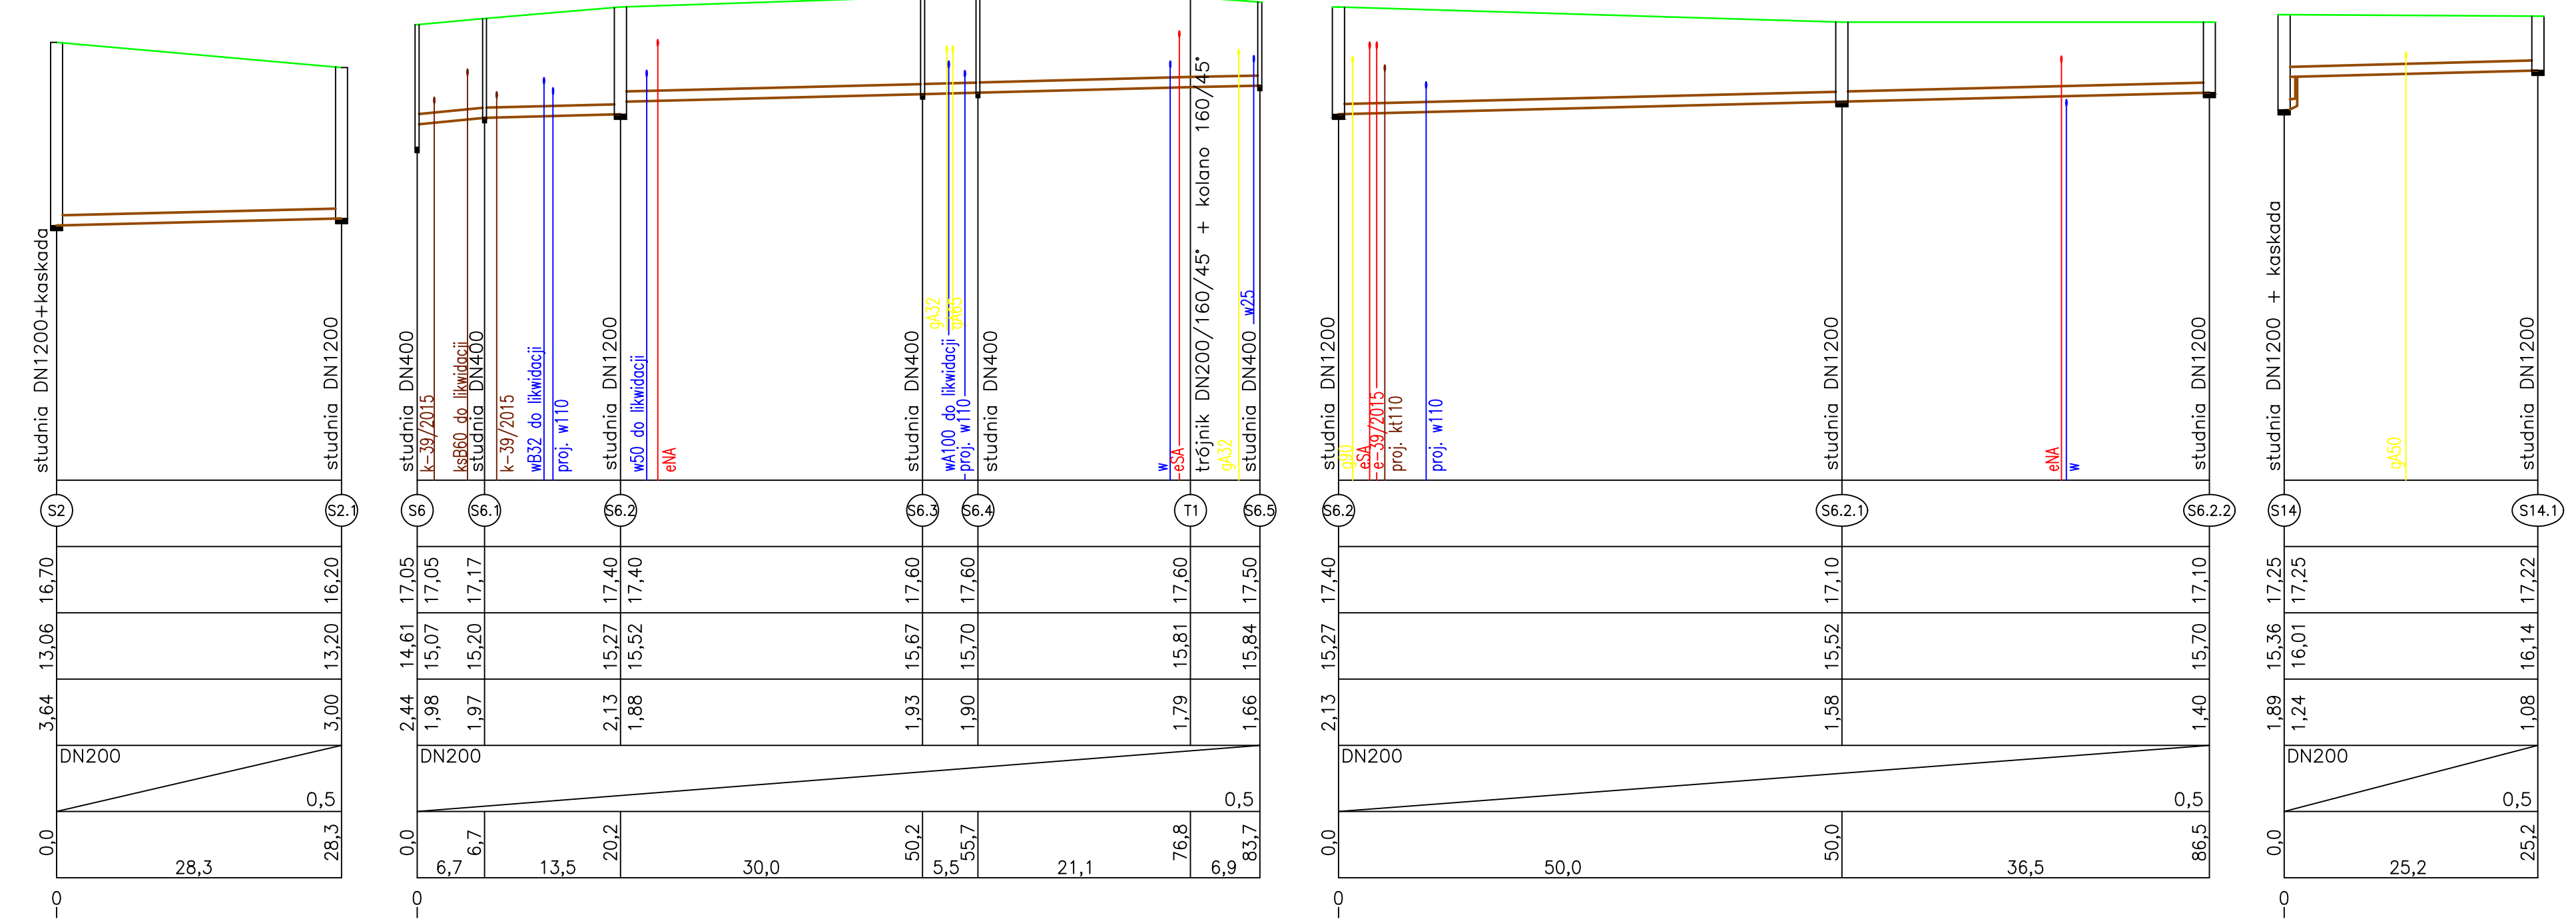 studnia DN1200+kaskada
studnia DN1200
S2
S2.1
16,70
16,20
13,06
13,20
3,64
3,00
DN200
0,5
0,0
28,3
28,3
0
studnia DN400
k-39/2015
ksB60 do likwidacji
studnia DN400
k-39/2015
wB32 do likwidacji
proj. w110
studnia DN1200
w50 do likwidacji
eNA
studnia DN400
gA32
wA100 do likwidacji
proj. w110
studnia DN400
w
eSA
trójnik DN200/160/45° + kolano 160/45°
gA32
studnia DN400
w25
S6
S6.1
S6.2
S6.3
S6.4
T1
S6.5
17,05
17,05
17,17
17,40
17,40
17,60
17,60
17,60
17,50
14,61
15,07
15,20
15,27
15,52
15,67
15,70
15,81
15,84
2,44
1,98
1,97
2,13
1,88
1,93
1,90
1,79
1,66
DN200
0,5
0,0
6,7
20,2
50,2
55,7
76,8
83,7
6,7
13,5
30,0
5,5
21,1
6,9
0
studnia DN1200
eSA
e-39/2015
proj. kt110
proj. w110
studnia DN1200
eNA
w
studnia DN1200
S6.2
S6.2.1
S6.2.2
17,40
17,10
17,10
15,27
15,52
15,70
2,13
1,58
1,40
DN200
0,5
0,0
50,0
86,5
50,0
36,5
0
studnia DN1200 + kaskada
gA50
studnia DN1200
S14
S14.1
17,25
17,25
17,22
15,36
16,01
16,14
1,89
1,24
1,08
DN200
0,5
0,0
25,2
25,2
0